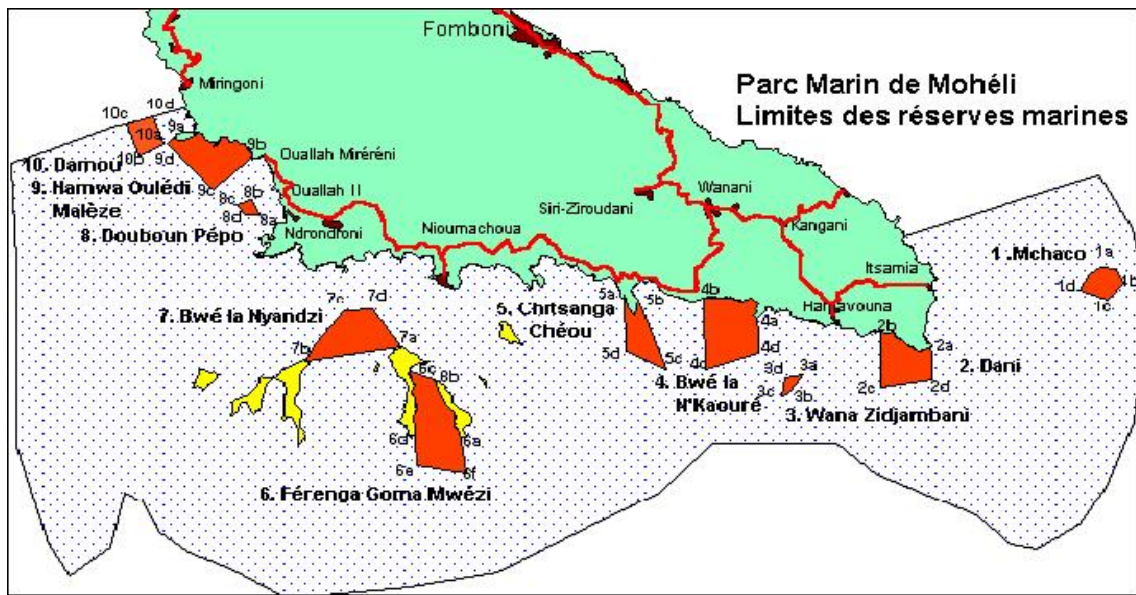 Fomboni
Parc Marin de Mohéli
Limites des réserves marines
Miringoni
10c
10d
10a
10b
9a
9d
9b
9c
10. Damou
9. Hamwa Oulédi
Malèze
8. Douboun Pépo
8c
8b
8d
8a
Ouallah Miréréni
Ouallah II
Ndrondroni
Nioumachoua
Siri-Ziroudani
Wanani
Kangani
Itsamia
Hamavouna
1. Mchaco
1a
1b
1c
1d
2b
2a
2c
2d
2. Dani
7c
7d
7. Bwé la Nyandzi
7b
7a
5. Chrtsanga
Chéou
5a
5b
5d
5c
4b
4a
4d
4c
4. Bwé la
N'Kaouré
3d
3a
3c
3b
3. Wana Zidjambani
6c
8b
6d
6a
6e
6f
6. Férenga Goma Mwézi